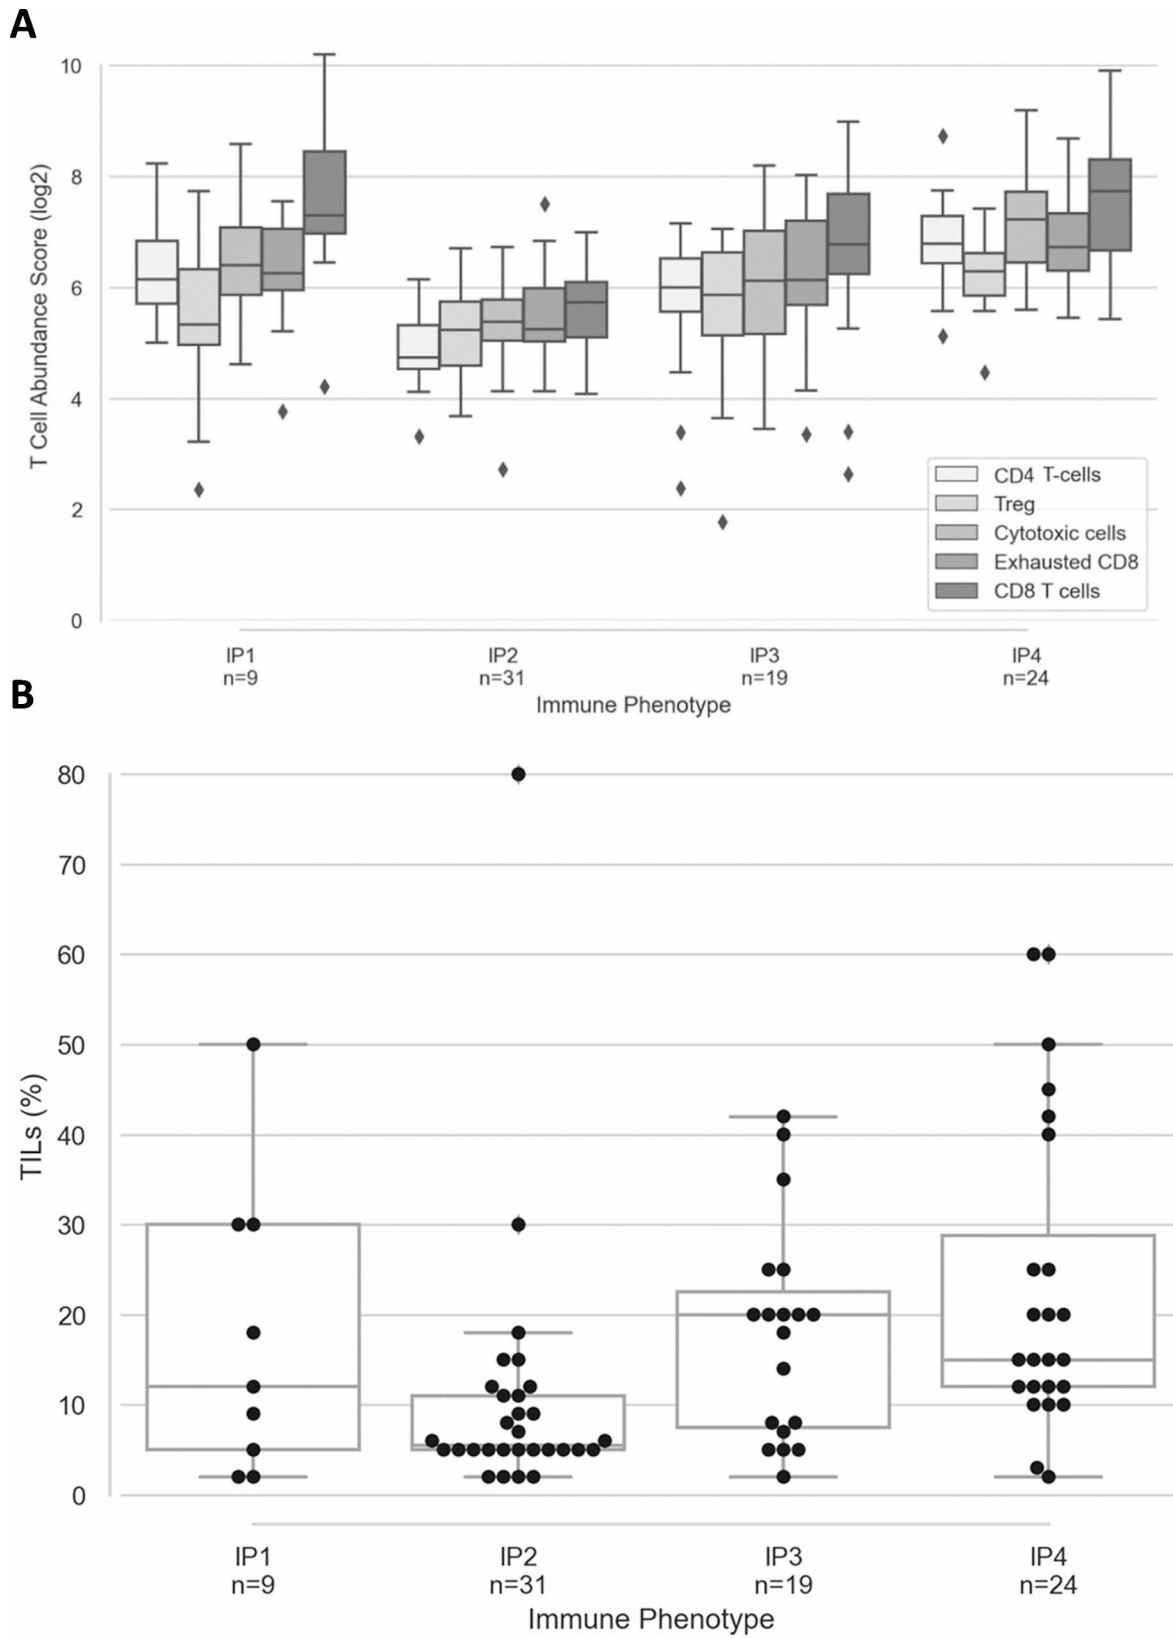 A
10
8
6
4
2
0
T Cell Abundance Score (log2)
CD4 T-cells
Treg
Cytotoxic cells
Exhausted CD8
CD8 T cells
IP1 IP2 IP3 IP4
n=9 n=31 n=19 n=24
Immune Phenotype
B
80
70
60
50
40
30
20
10
0
TILs (%)
IP1 IP2 IP3 IP4
n=9 n=31 n=19 n=24
Immune Phenotype